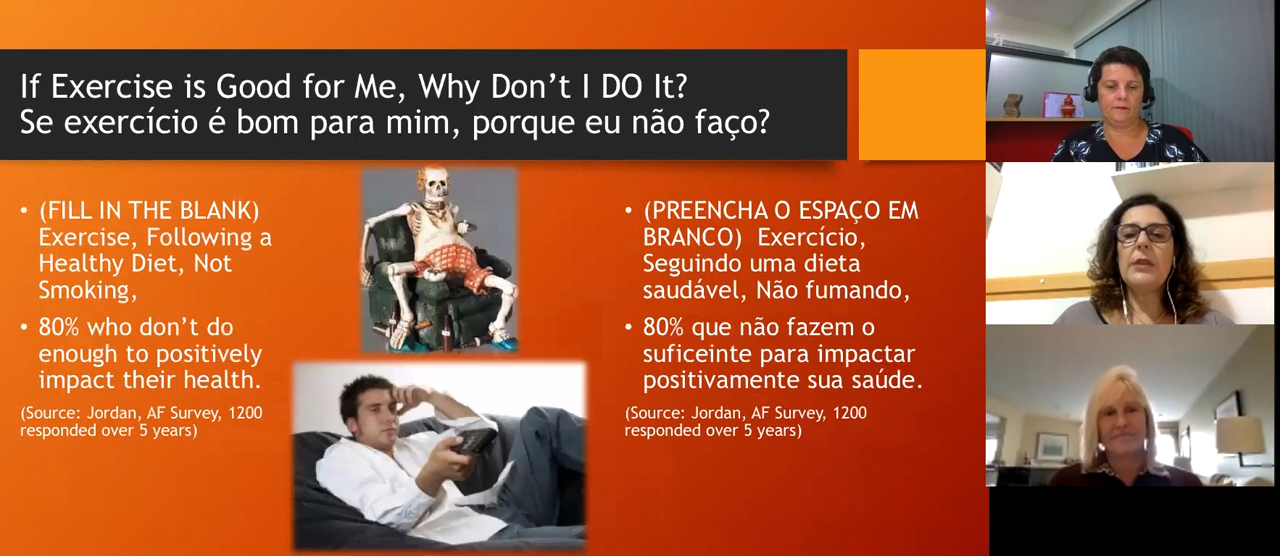 If Exercise is Good for Me, Why Don’t I DO It?
Se exercício é bom para mim, porque eu não faço?
• (FILL IN THE BLANK)
Exercise, Following a
Healthy Diet, Not
Smoking,
• 80% who don’t do
enough to positively
impact their health.
(Source: Jordan, AF Survey, 1200
responded over 5 years)
• (PREENCHA O ESPAÇO EM
BRANCO)  Exercício,
Seguindo uma dieta
saudável, Não fumando,
• 80% que não fazem o
suficeinte para impactar
positivamente sua saúde.
(Source: Jordan, AF Survey, 1200
responded over 5 years)